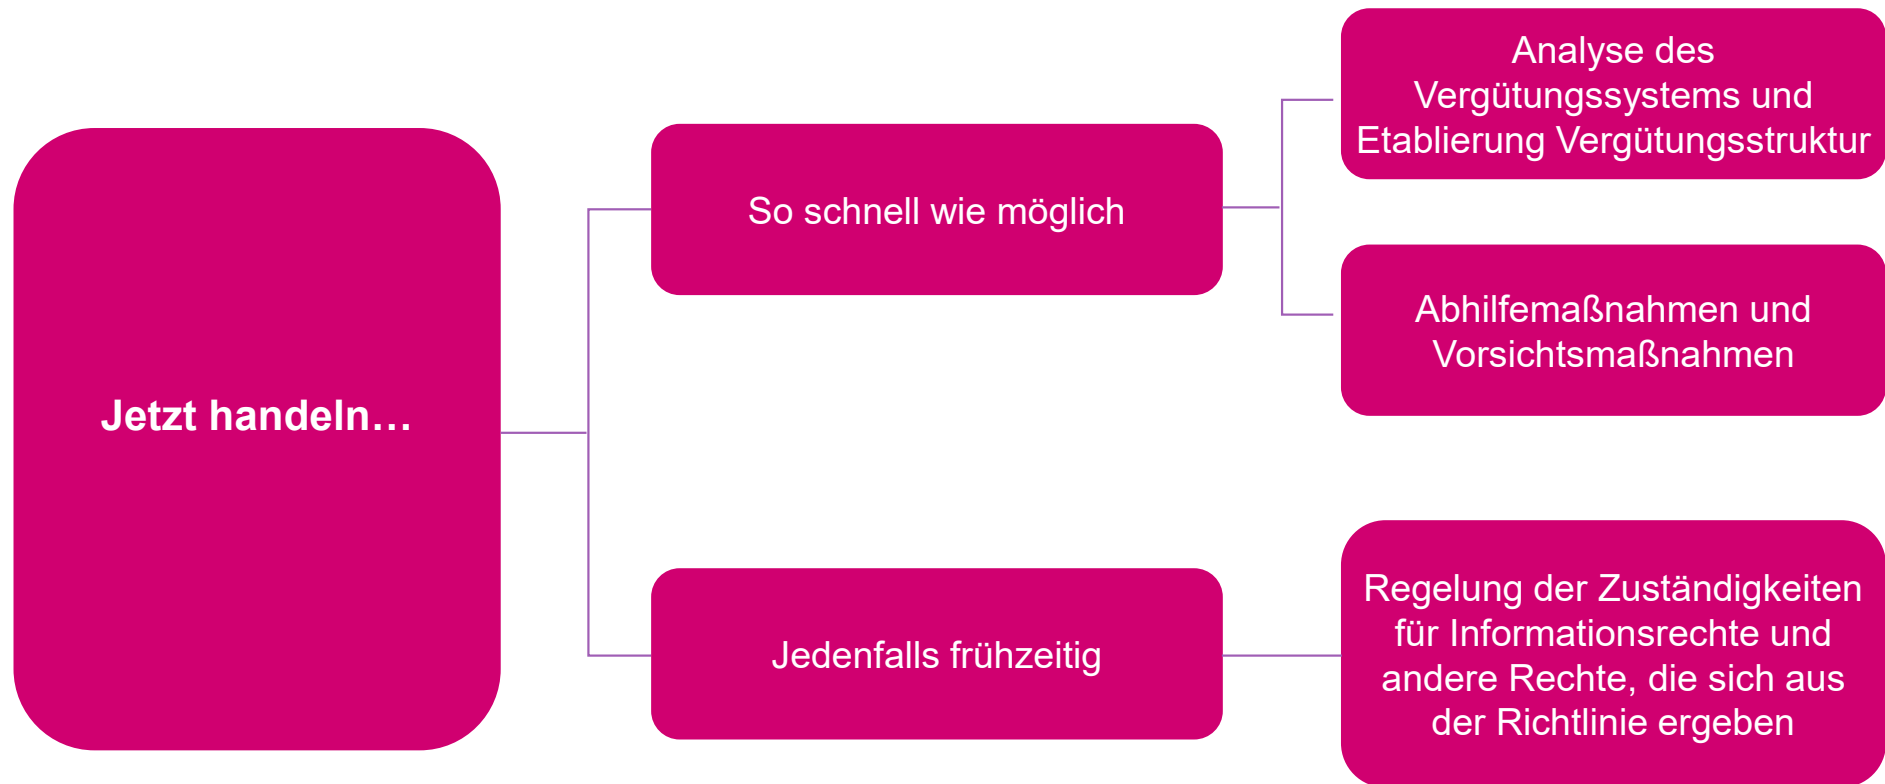 Jetzt handeln…
So schnell wie möglich
Analyse des
Vergütungssystems und
Etablierung Vergütungsstruktur
Abhilfemaßnahmen und
Vorsichtsmaßnahmen
Jedenfalls frühzeitig
Regelung der Zuständigkeiten
für Informationsrechte und
andere Rechte, die sich aus
der Richtlinie ergeben